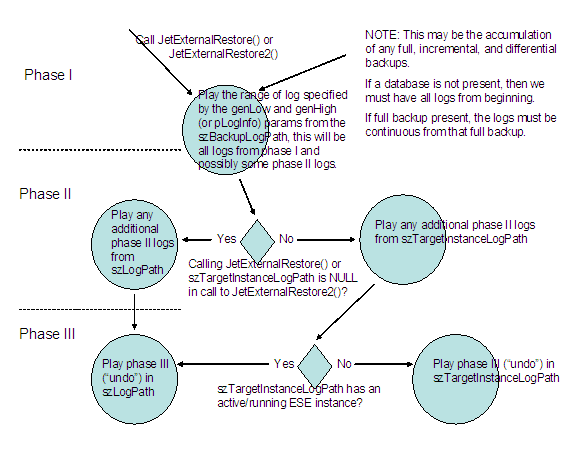 Call JetExternalRestore() or
JetExternalRestore2()
NOTE: This may be the accumulation
of any full, incremental, and differential
backups.
If a database is not present, then we
must have all logs from beginning.
If full backup present, the logs must be
continuous from that full backup.
Phase I
Play the range of log specified
by the genLow and genHigh
(or pLogInfo) params from the
szBackupLogPath, this will be
all logs from phase I and
possibly some phase II logs.
Phase II
Play any
additional
phase II logs
from
szLogPath
Yes
No
Play any additional phase II logs
from szTargetInstanceLogPath
Calling JetExternalRestore() or
szTargetInstanceLogPath is NULL
in call to JetExternalRestore2()?
Phase III
Play phase III
("undo") in
szLogPath
Yes
No
Play phase III ("undo") in
szTargetInstanceLogPath
szTargetInstanceLogPath has an
active/running ESE instance?